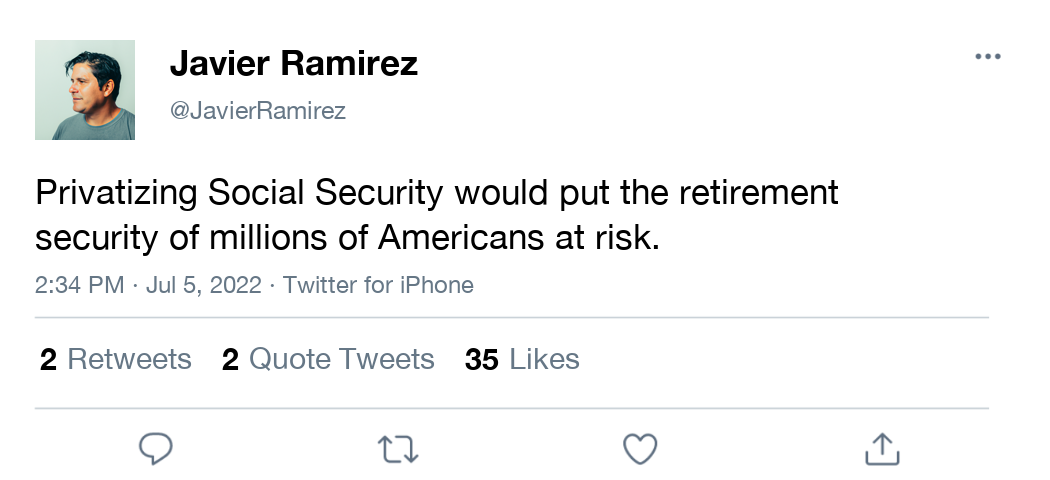 Javier Ramirez
@JavierRamirez
Privatizing Social Security would put the retirement
security of millions of Americans at risk.
2:34 PM · Jul 5, 2022 · Twitter for iPhone
2 Retweets 2 Quote Tweets 35 Likes